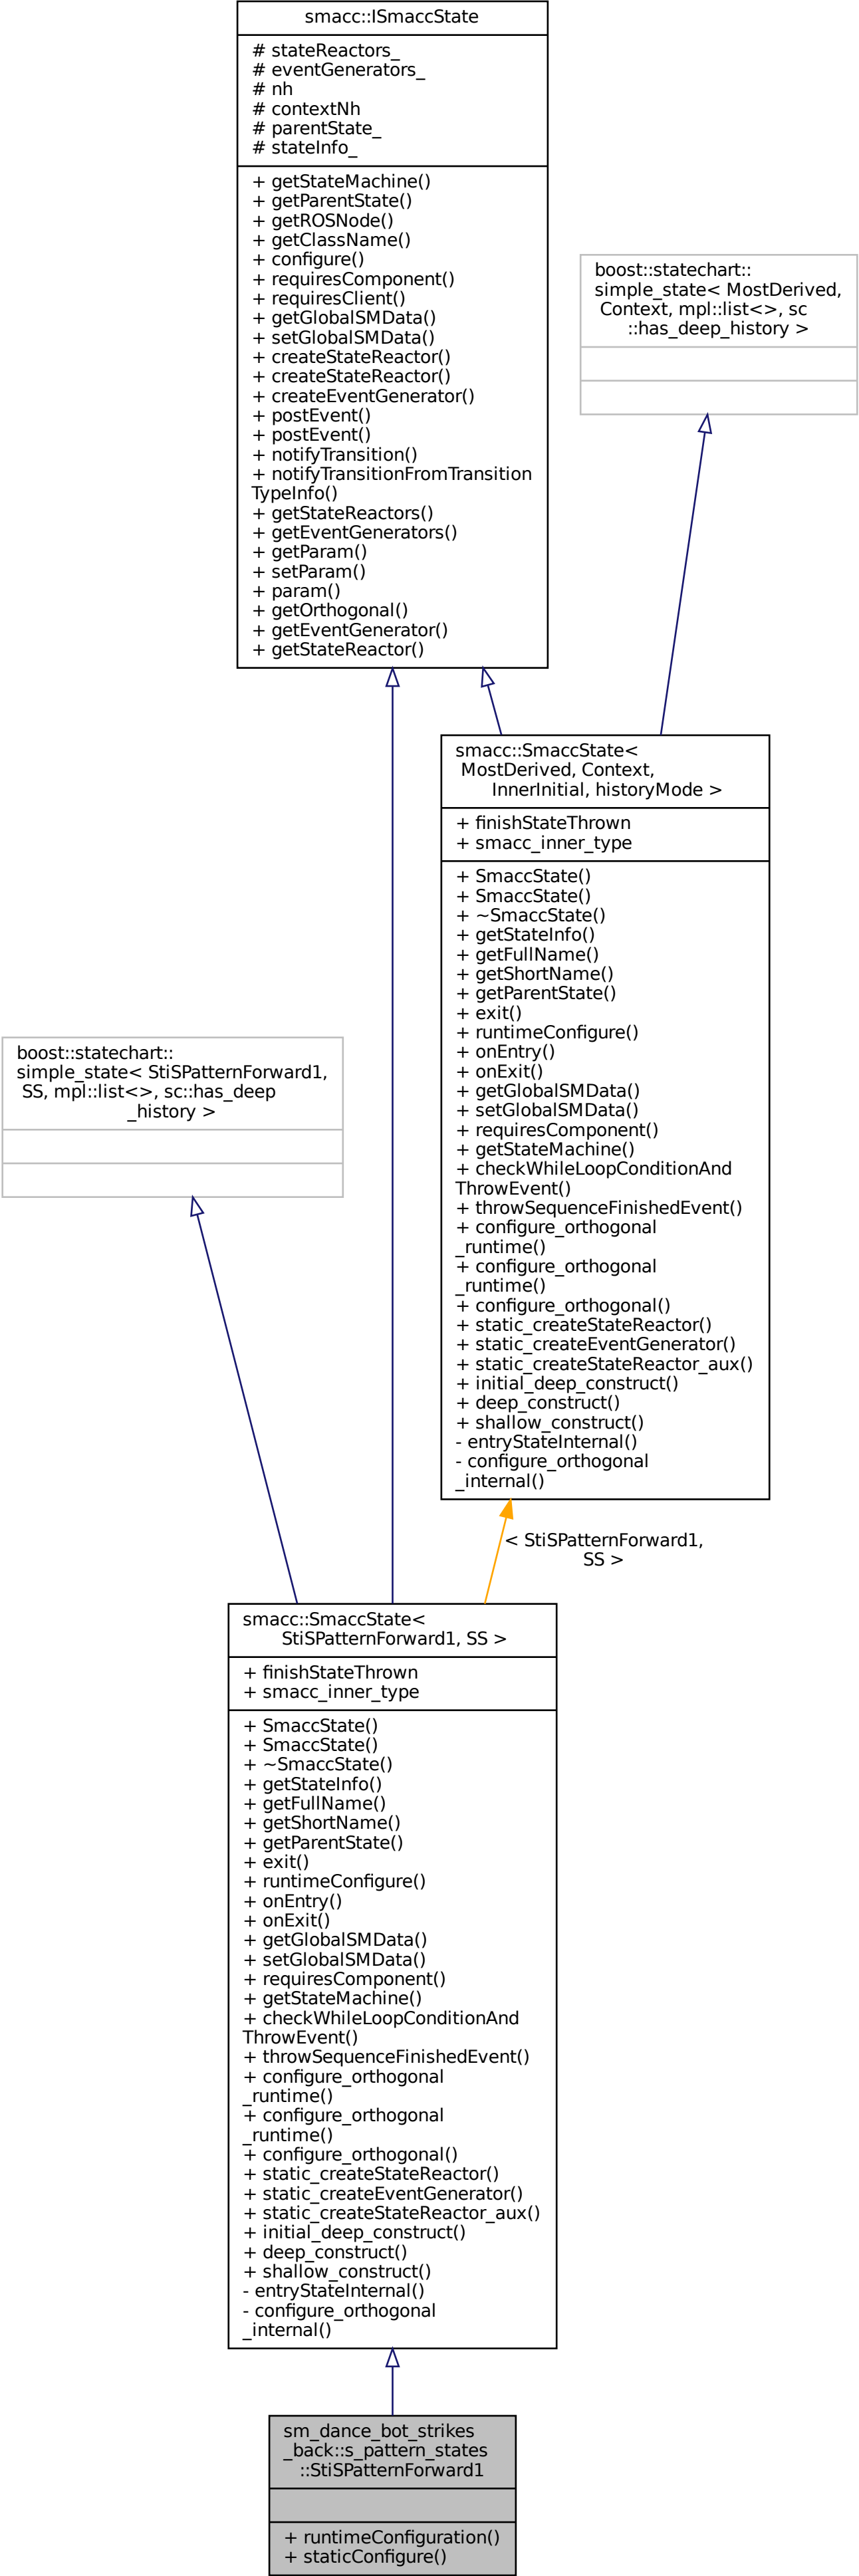 smacc::ISmaccState
# stateReactors_
# eventGenerators_
# nh
# contextNh
# parentState_
# stateInfo_
+ getStateMachine()
+ getParentState()
+ getROSNode()
+ getClassName()
+ configure()
+ requiresComponent()
+ requiresClient()
+ getGlobalSMData()
+ setGlobalSMData()
+ createStateReactor()
+ createStateReactor()
+ createEventGenerator()
+ postEvent()
+ postEvent()
+ notifyTransition()
+ notifyTransitionFromTransition
TypeInfo()
+ getStateReactors()
+ getEventGenerators()
+ getParam()
+ setParam()
+ param()
+ getOrthogonal()
+ getEventGenerator()
+ getStateReactor()
boost::statechart::
simple_state< MostDerived,
Context, mpl::list<>, sc
::has_deep_history >
smacc::SmaccState<
MostDerived, Context,
InnerInitial, historyMode >
+ finishStateThrown
+ smacc_inner_type
+ SmaccState()
+ SmaccState()
+ ~SmaccState()
+ getStateInfo()
+ getFullName()
+ getShortName()
+ getParentState()
+ exit()
+ runtimeConfigure()
+ onEntry()
+ onExit()
+ getGlobalSMData()
+ setGlobalSMData()
+ requiresComponent()
+ getStateMachine()
+ checkWhileLoopConditionAnd
ThrowEvent()
+ throwSequenceFinishedEvent()
+ configure_orthogonal
_runtime()
+ configure_orthogonal
_runtime()
+ configure_orthogonal()
+ static_createStateReactor()
+ static_createEventGenerator()
+ static_createStateReactor_aux()
+ initial_deep_construct()
+ deep_construct()
+ shallow_construct()
- entryStateInternal()
- configure_orthogonal
_internal()
boost::statechart::
simple_state< StiSPatternForward1,
SS, mpl::list<>, sc::has_deep
_history >
< StiSPatternForward1,
SS >
smacc::SmaccState<
StiSPatternForward1, SS >
+ finishStateThrown
+ smacc_inner_type
+ SmaccState()
+ SmaccState()
+ ~SmaccState()
+ getStateInfo()
+ getFullName()
+ getShortName()
+ getParentState()
+ exit()
+ runtimeConfigure()
+ onEntry()
+ onExit()
+ getGlobalSMData()
+ setGlobalSMData()
+ requiresComponent()
+ getStateMachine()
+ checkWhileLoopConditionAnd
ThrowEvent()
+ throwSequenceFinishedEvent()
+ configure_orthogonal
_runtime()
+ configure_orthogonal
_runtime()
+ configure_orthogonal()
+ static_createStateReactor()
+ static_createEventGenerator()
+ static_createStateReactor_aux()
+ initial_deep_construct()
+ deep_construct()
+ shallow_construct()
- entryStateInternal()
- configure_orthogonal
_internal()
sm_dance_bot_strikes
_back::s_pattern_states
::StiSPatternForward1
+ runtimeConfiguration()
+ staticConfigure()